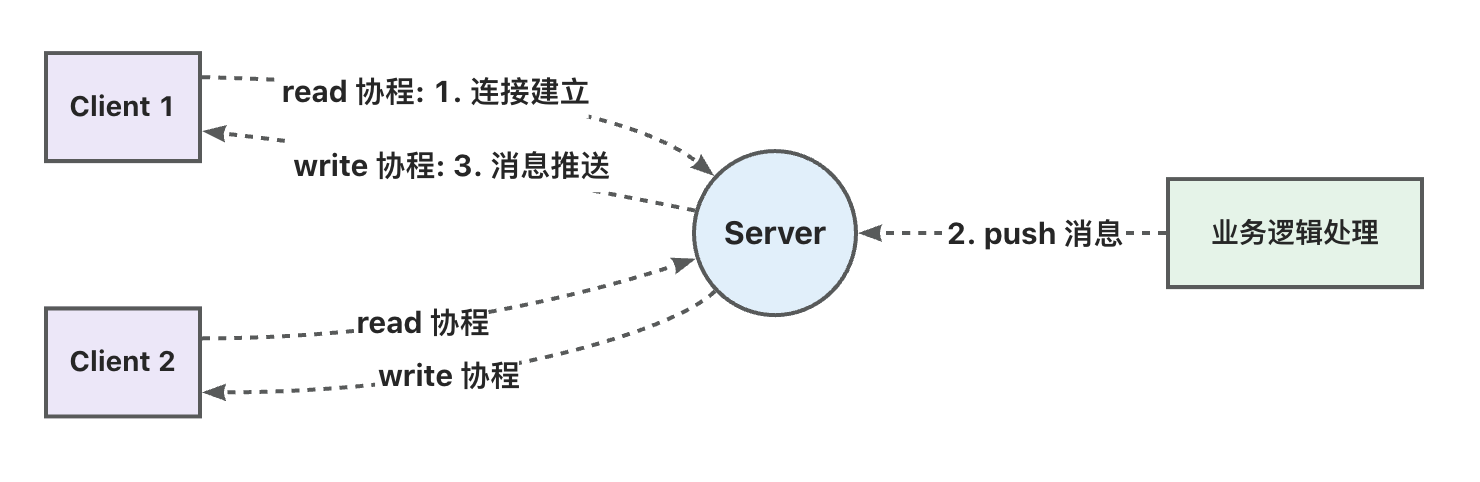 Client 1
read 协程: 1. 连接建立
write 协程: 3. 消息推送
Server
2. push 消息
业务逻辑处理
Client 2
read 协程
write 协程